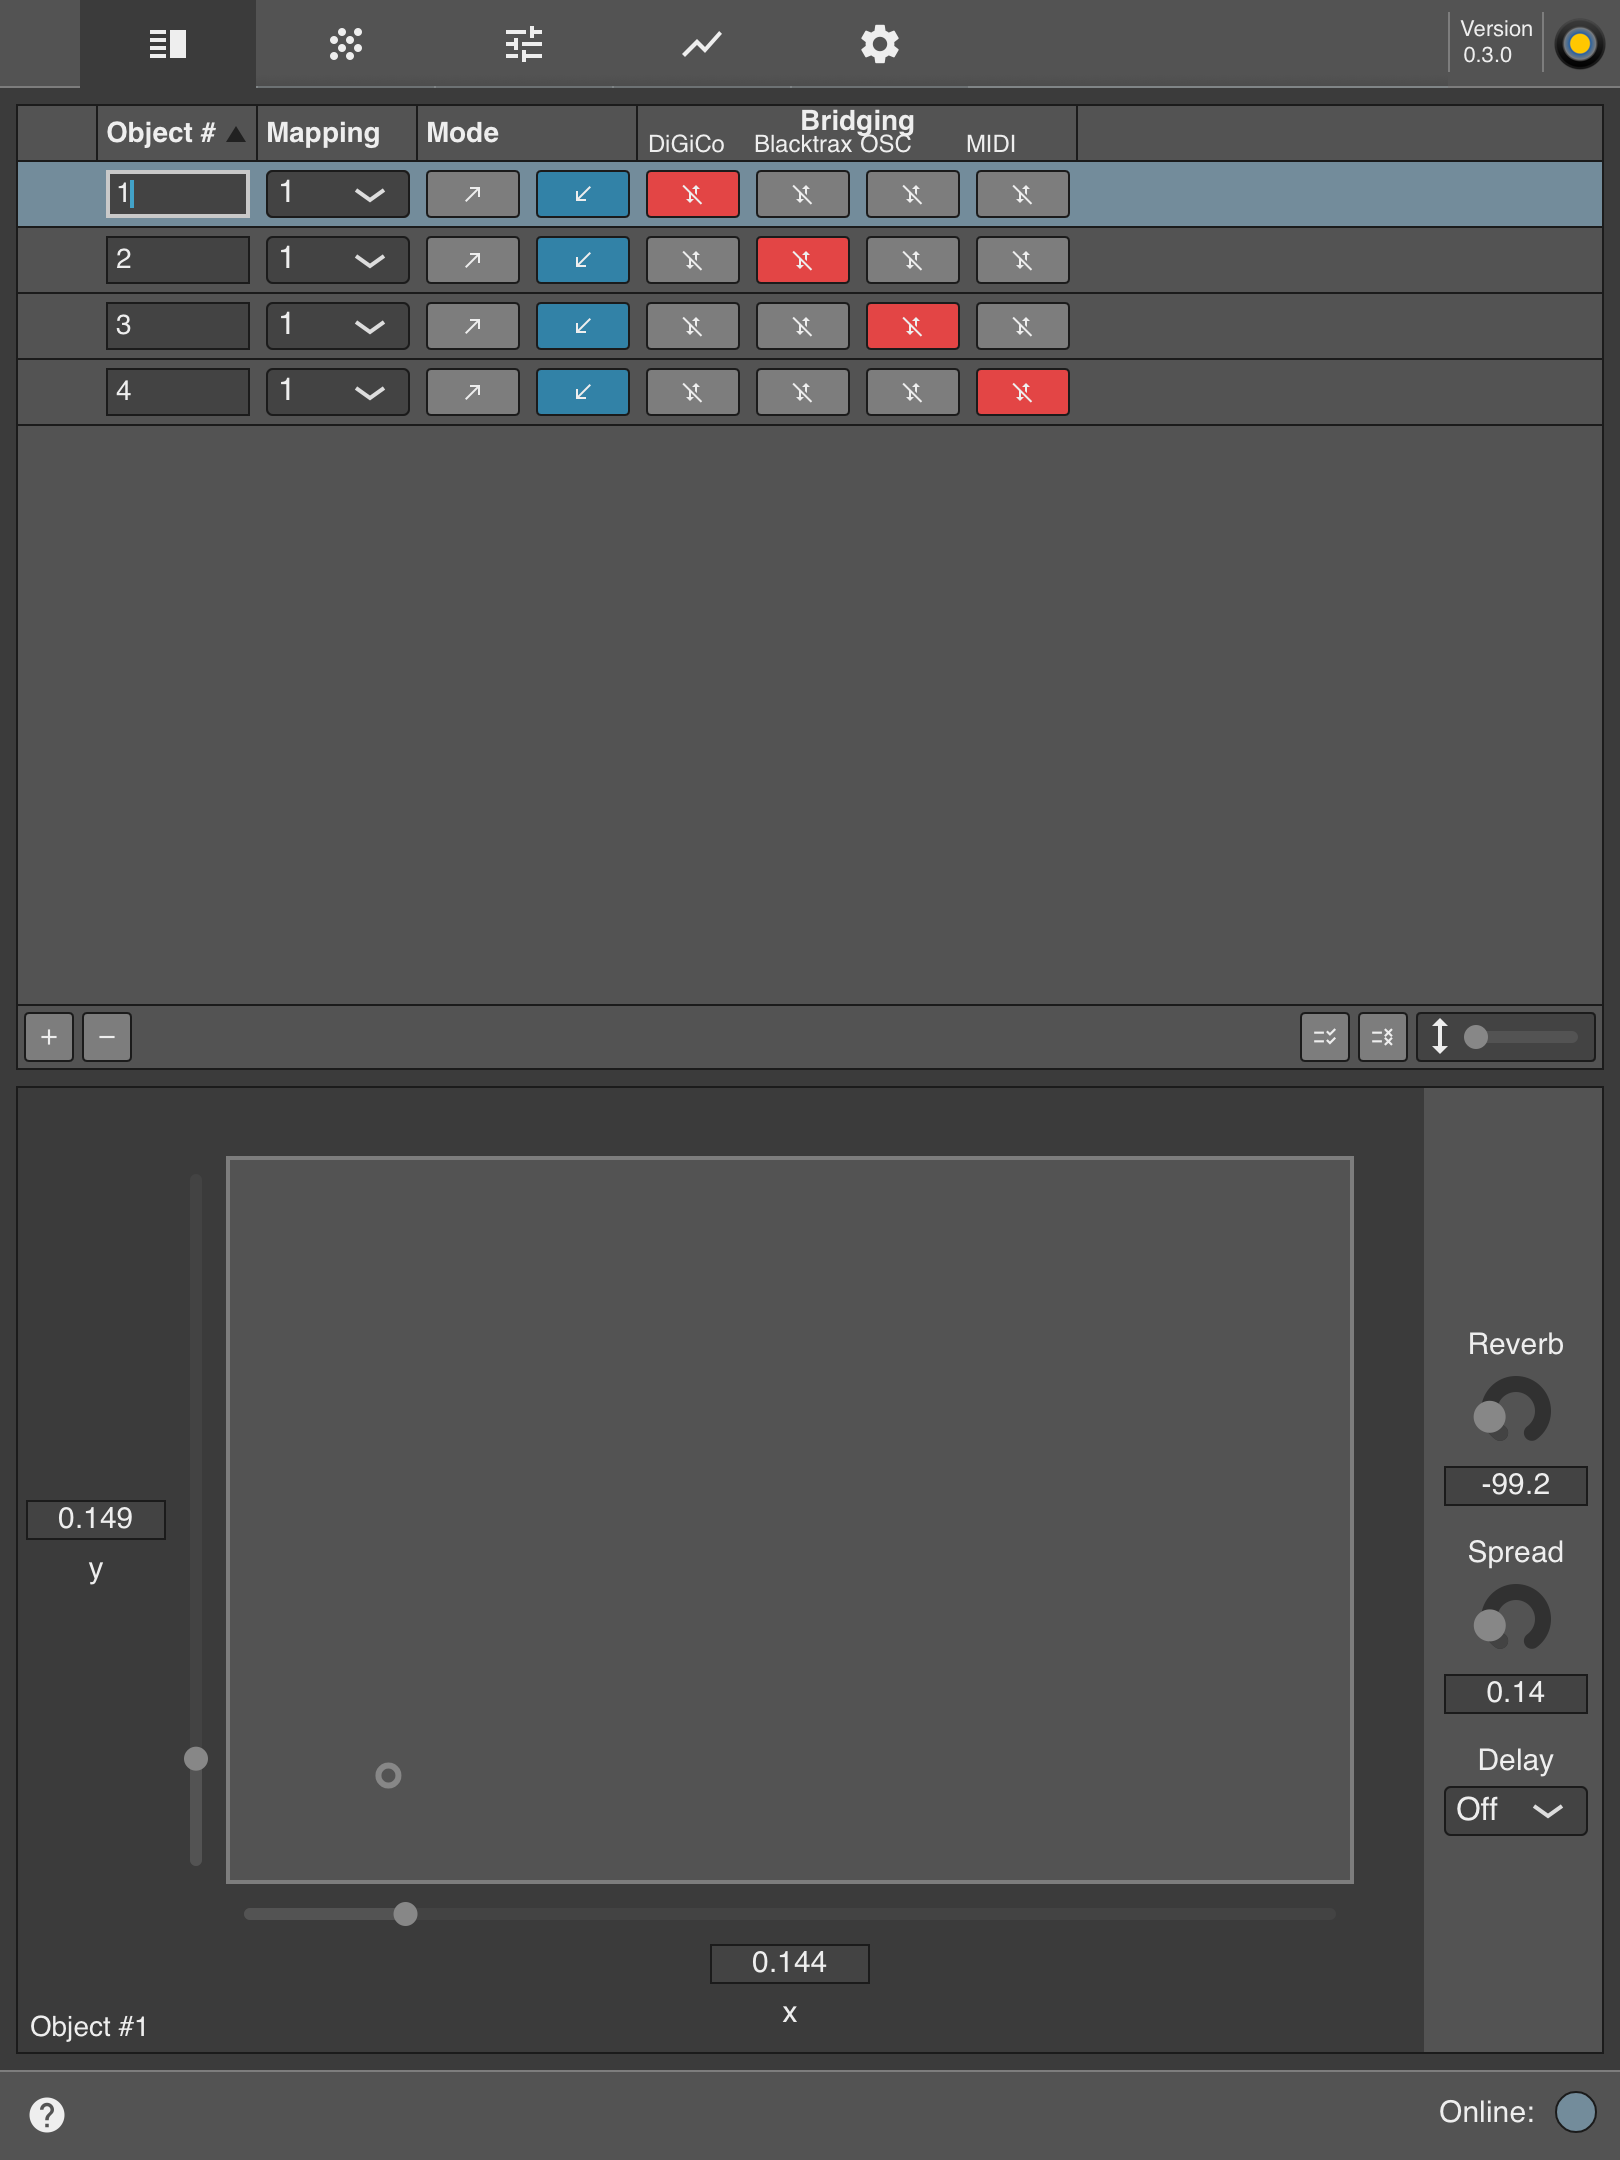 Version
0.3.0
Object # Mapping Mode Bridging
DiGiCo Blacktrax OSC MIDI
1 1
2 1
3 1
4 1
Reverb
-99.2
0.149
y
Spread
0.14
Delay
Off
0.144
x
Object #1
Online: